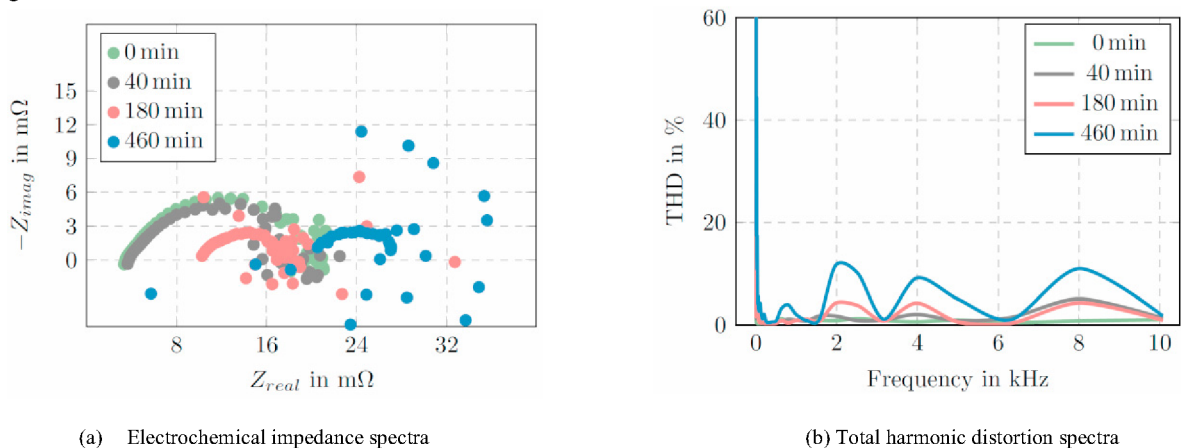 0 min
40 min
180 min
460 min
15
12
9
6
3
0
−Z_imag in mΩ
8 16 24 32
Z_real in mΩ
(a) Electrochemical impedance spectra
60
40
20
0
THD in %
0 min
40 min
180 min
460 min
0 2 4 6 8 10
Frequency in kHz
(b) Total harmonic distortion spectra